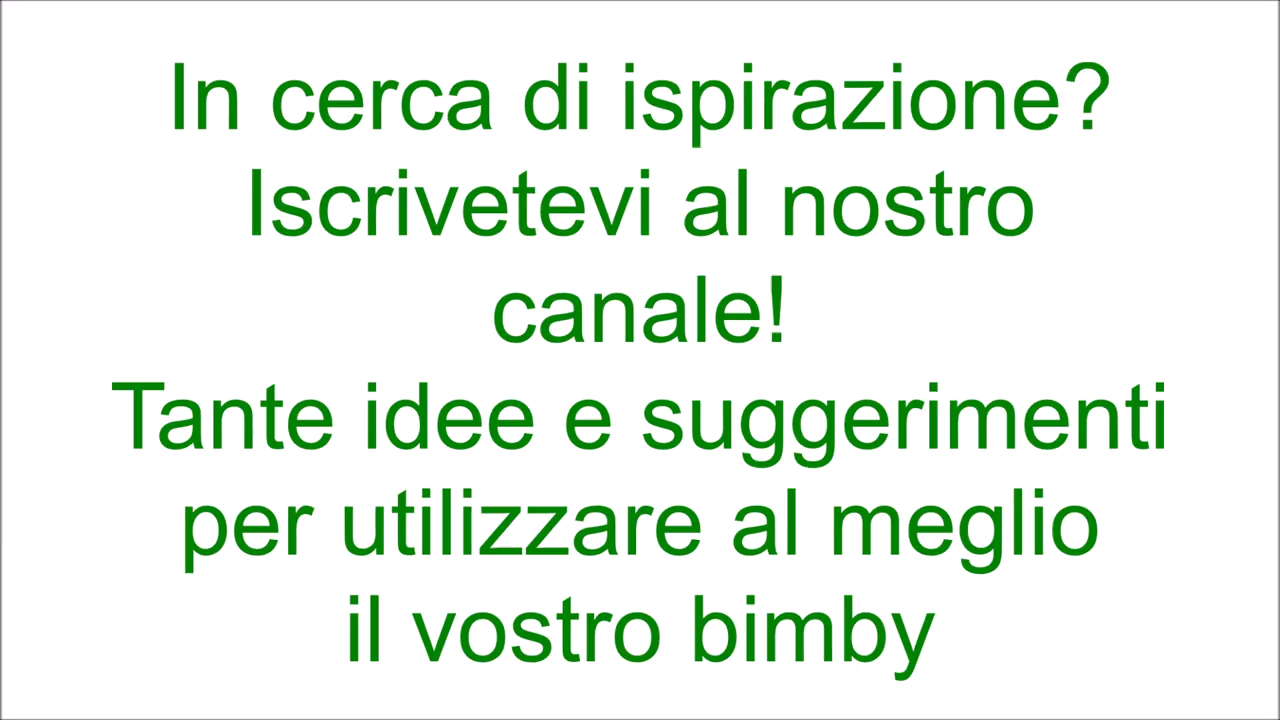 In cerca di ispirazione?
Iscrivetevi al nostro
canale!
Tante idee e suggerimenti
per utilizzare al meglio
il vostro bimby